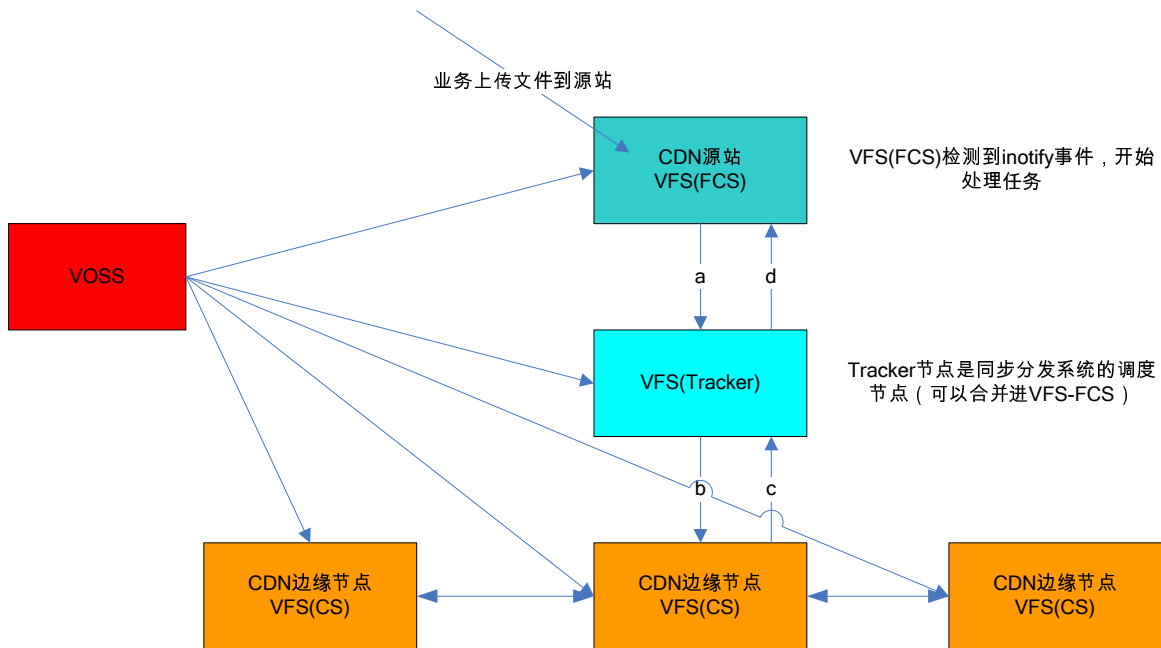 业务上传文件到源站
CDN源站
VFS(FCS)
VFS(FCS)检测到inotify事件，开始
处理任务
VOSS
a
d
VFS(Tracker)
Tracker节点是同步分发系统的调度
节点（可以合并进VFS-FCS）
b
c
CDN边缘节点
VFS(CS)
CDN边缘节点
VFS(CS)
CDN边缘节点
VFS(CS)